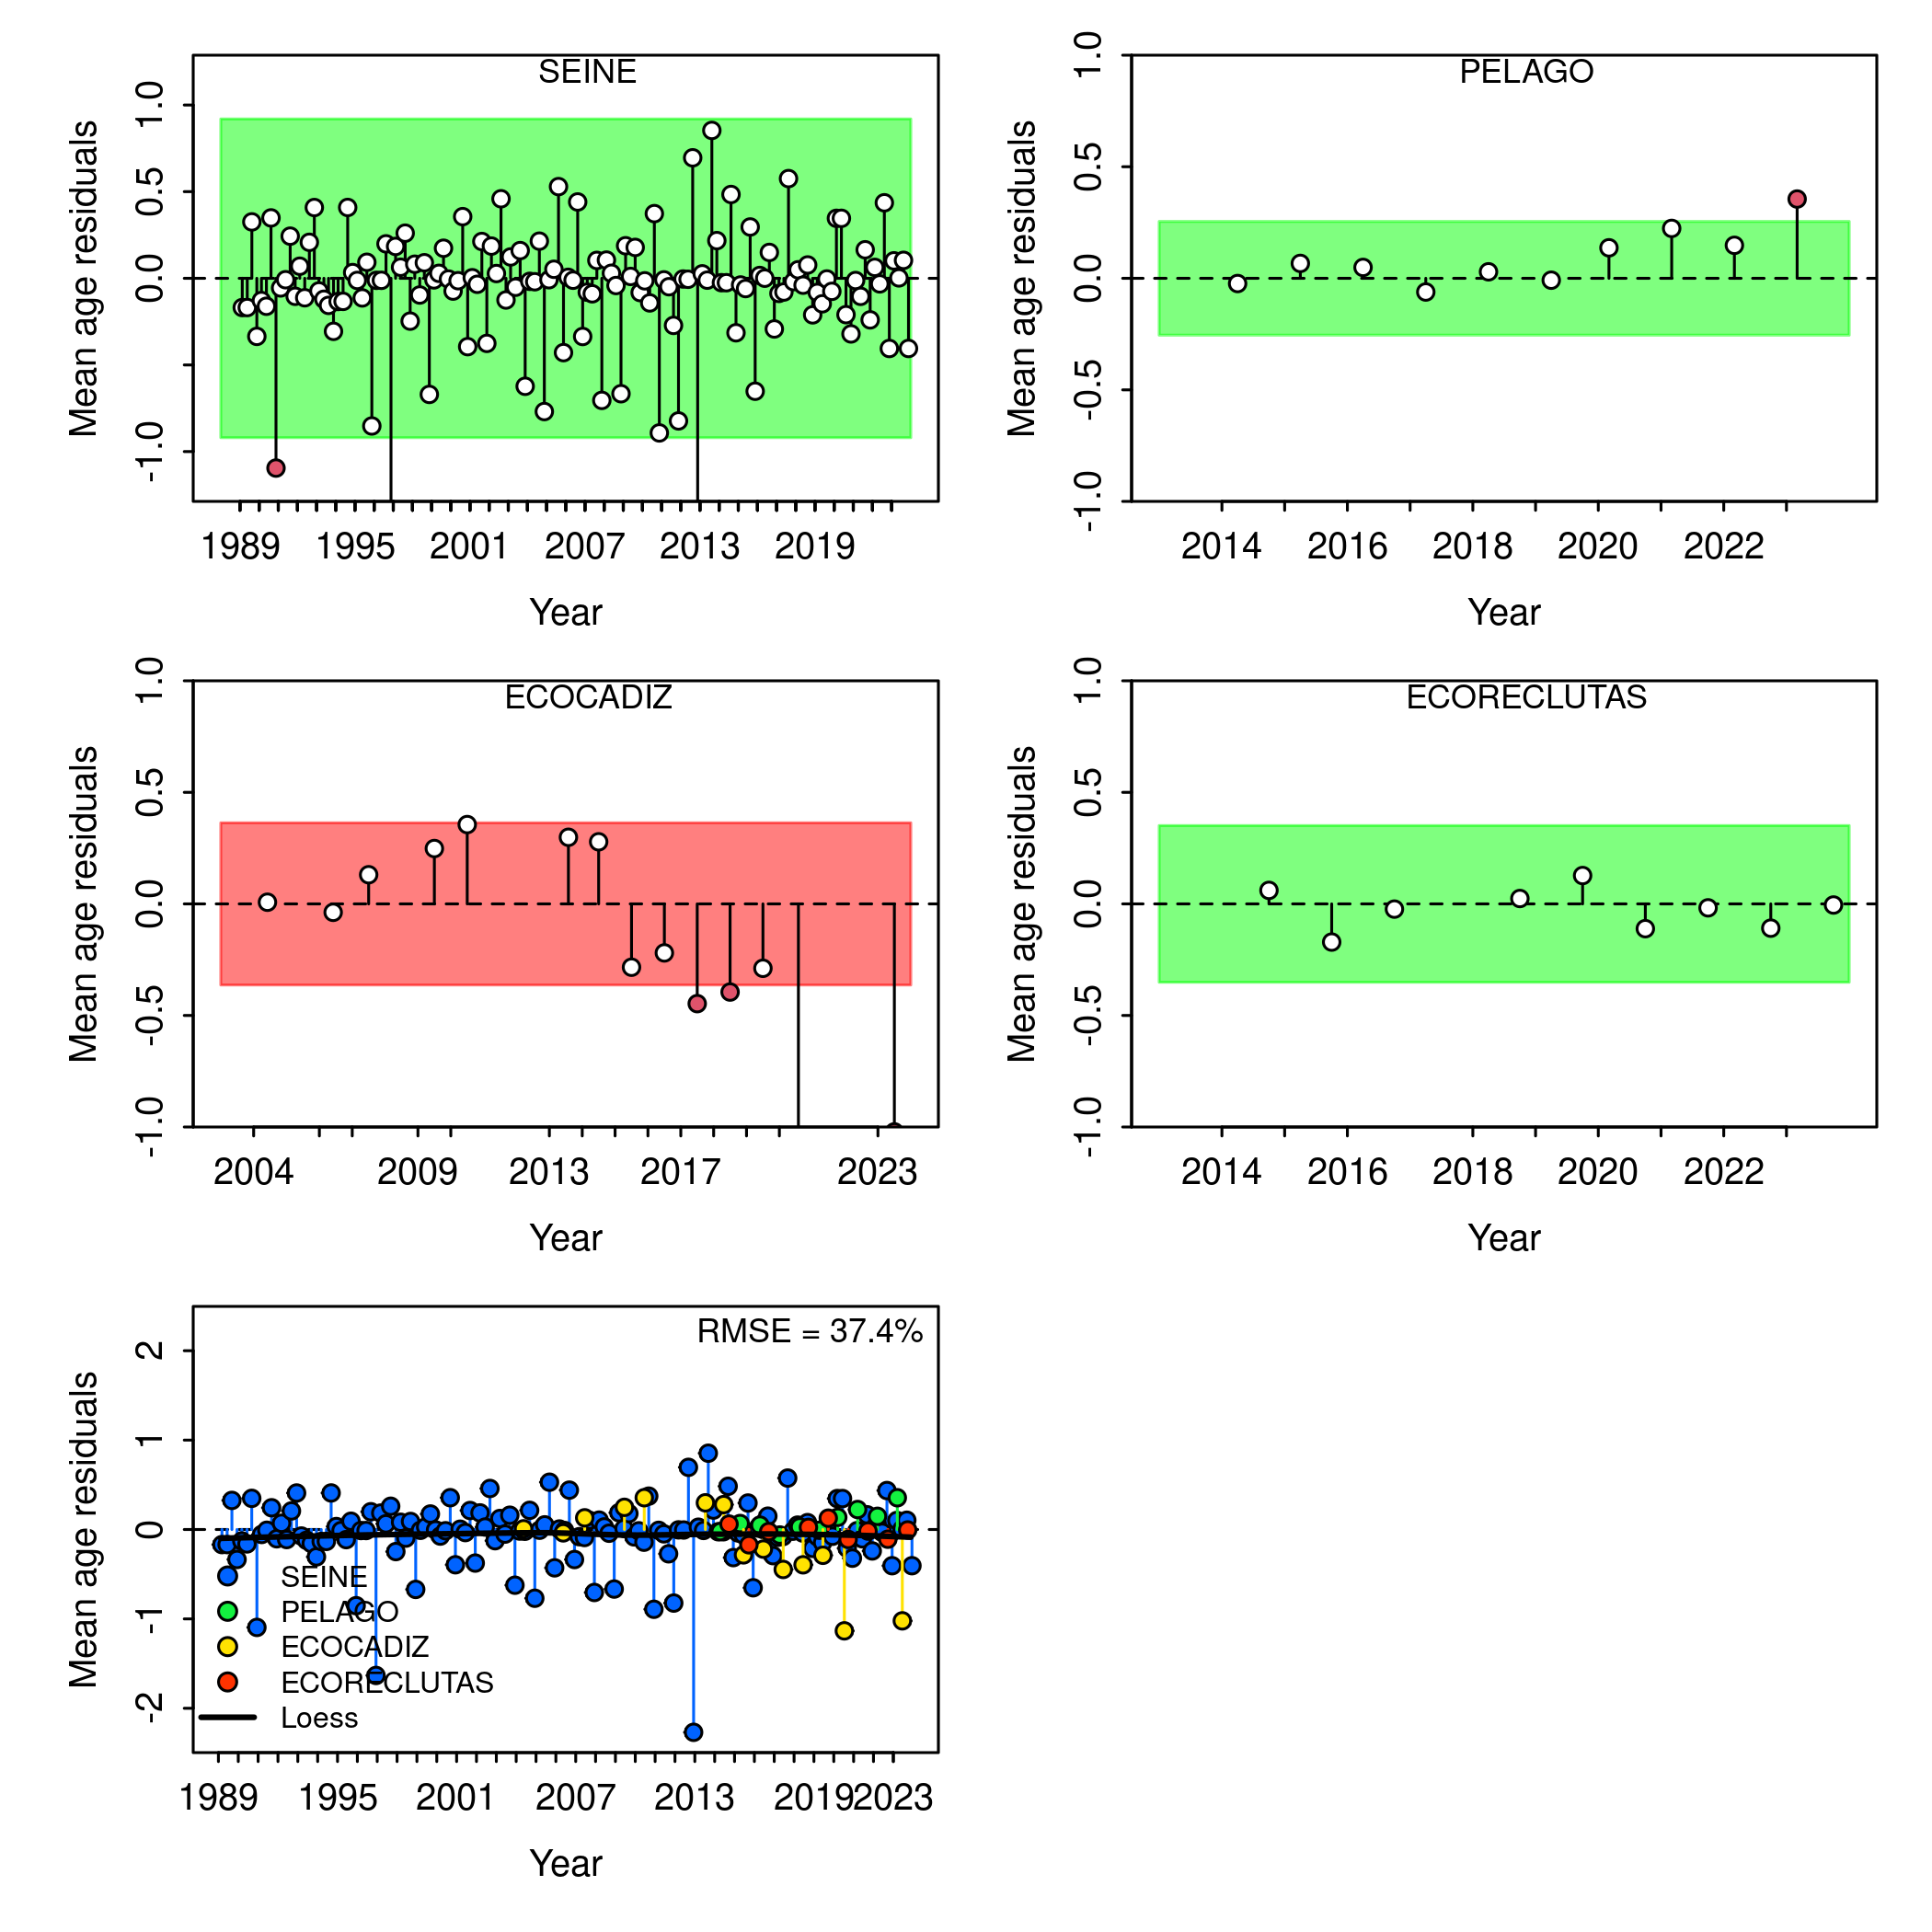 SEINE
Mean age residuals
1.0
0.5
0.0
-1.0
1989 1995 2001 2007 2013 2019
Year
PELAGO
Mean age residuals
1.0
0.5
0.0
-0.5
-1.0
2014 2016 2018 2020 2022
Year
ECOCADIZ
Mean age residuals
1.0
0.5
0.0
-0.5
-1.0
2004 2009 2013 2017 2023
Year
ECORECLUTAS
Mean age residuals
1.0
0.5
0.0
-0.5
-1.0
2014 2016 2018 2020 2022
Year
RMSE = 37.4%
Mean age residuals
2
1
0
-1
-2
SEINE
PELAGO
ECOCADIZ
ECORECLUTAS
Loess
1989 1995 2001 2007 2013 2019 2023
Year